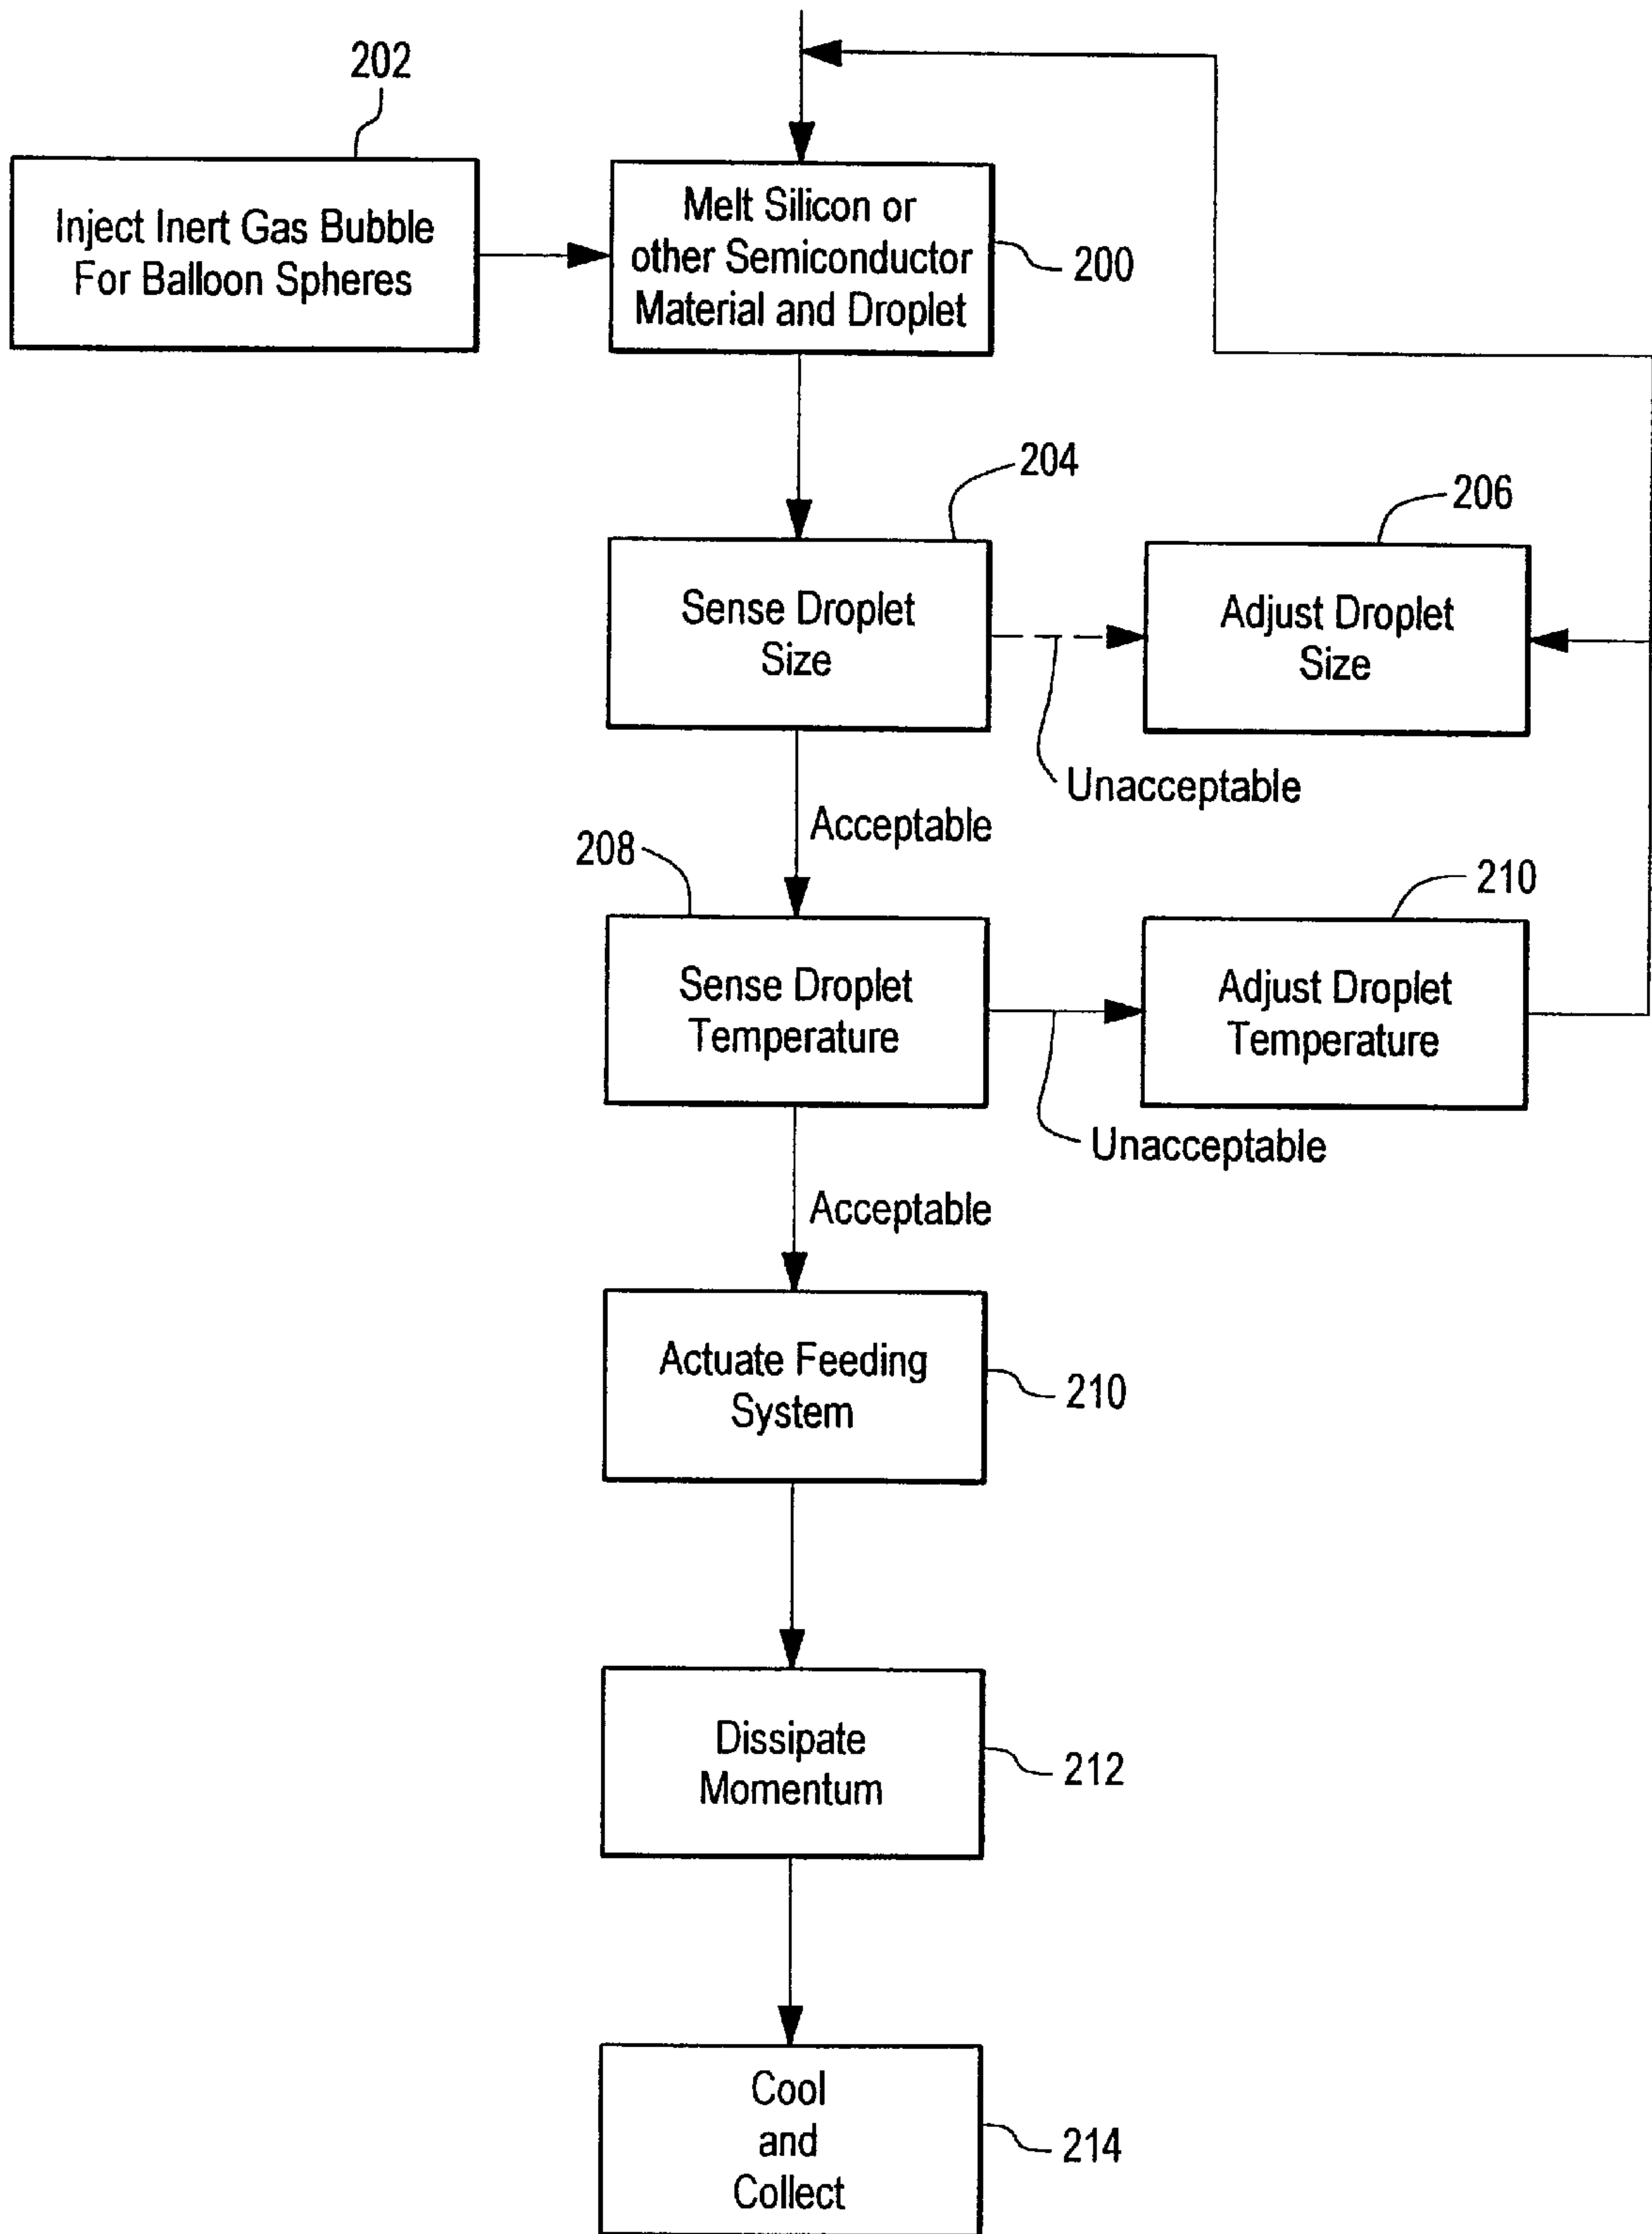 202
Inject Inert Gas Bubble
For Balloon Spheres
Melt Silicon or
other Semiconductor
Material and Droplet
200
204
Sense Droplet
Size
206
Adjust Droplet
Size
Unacceptable
Acceptable
208
Sense Droplet
Temperature
210
Adjust Droplet
Temperature
Unacceptable
Acceptable
Actuate Feeding
System
210
Dissipate
Momentum
212
Cool
and
Collect
214